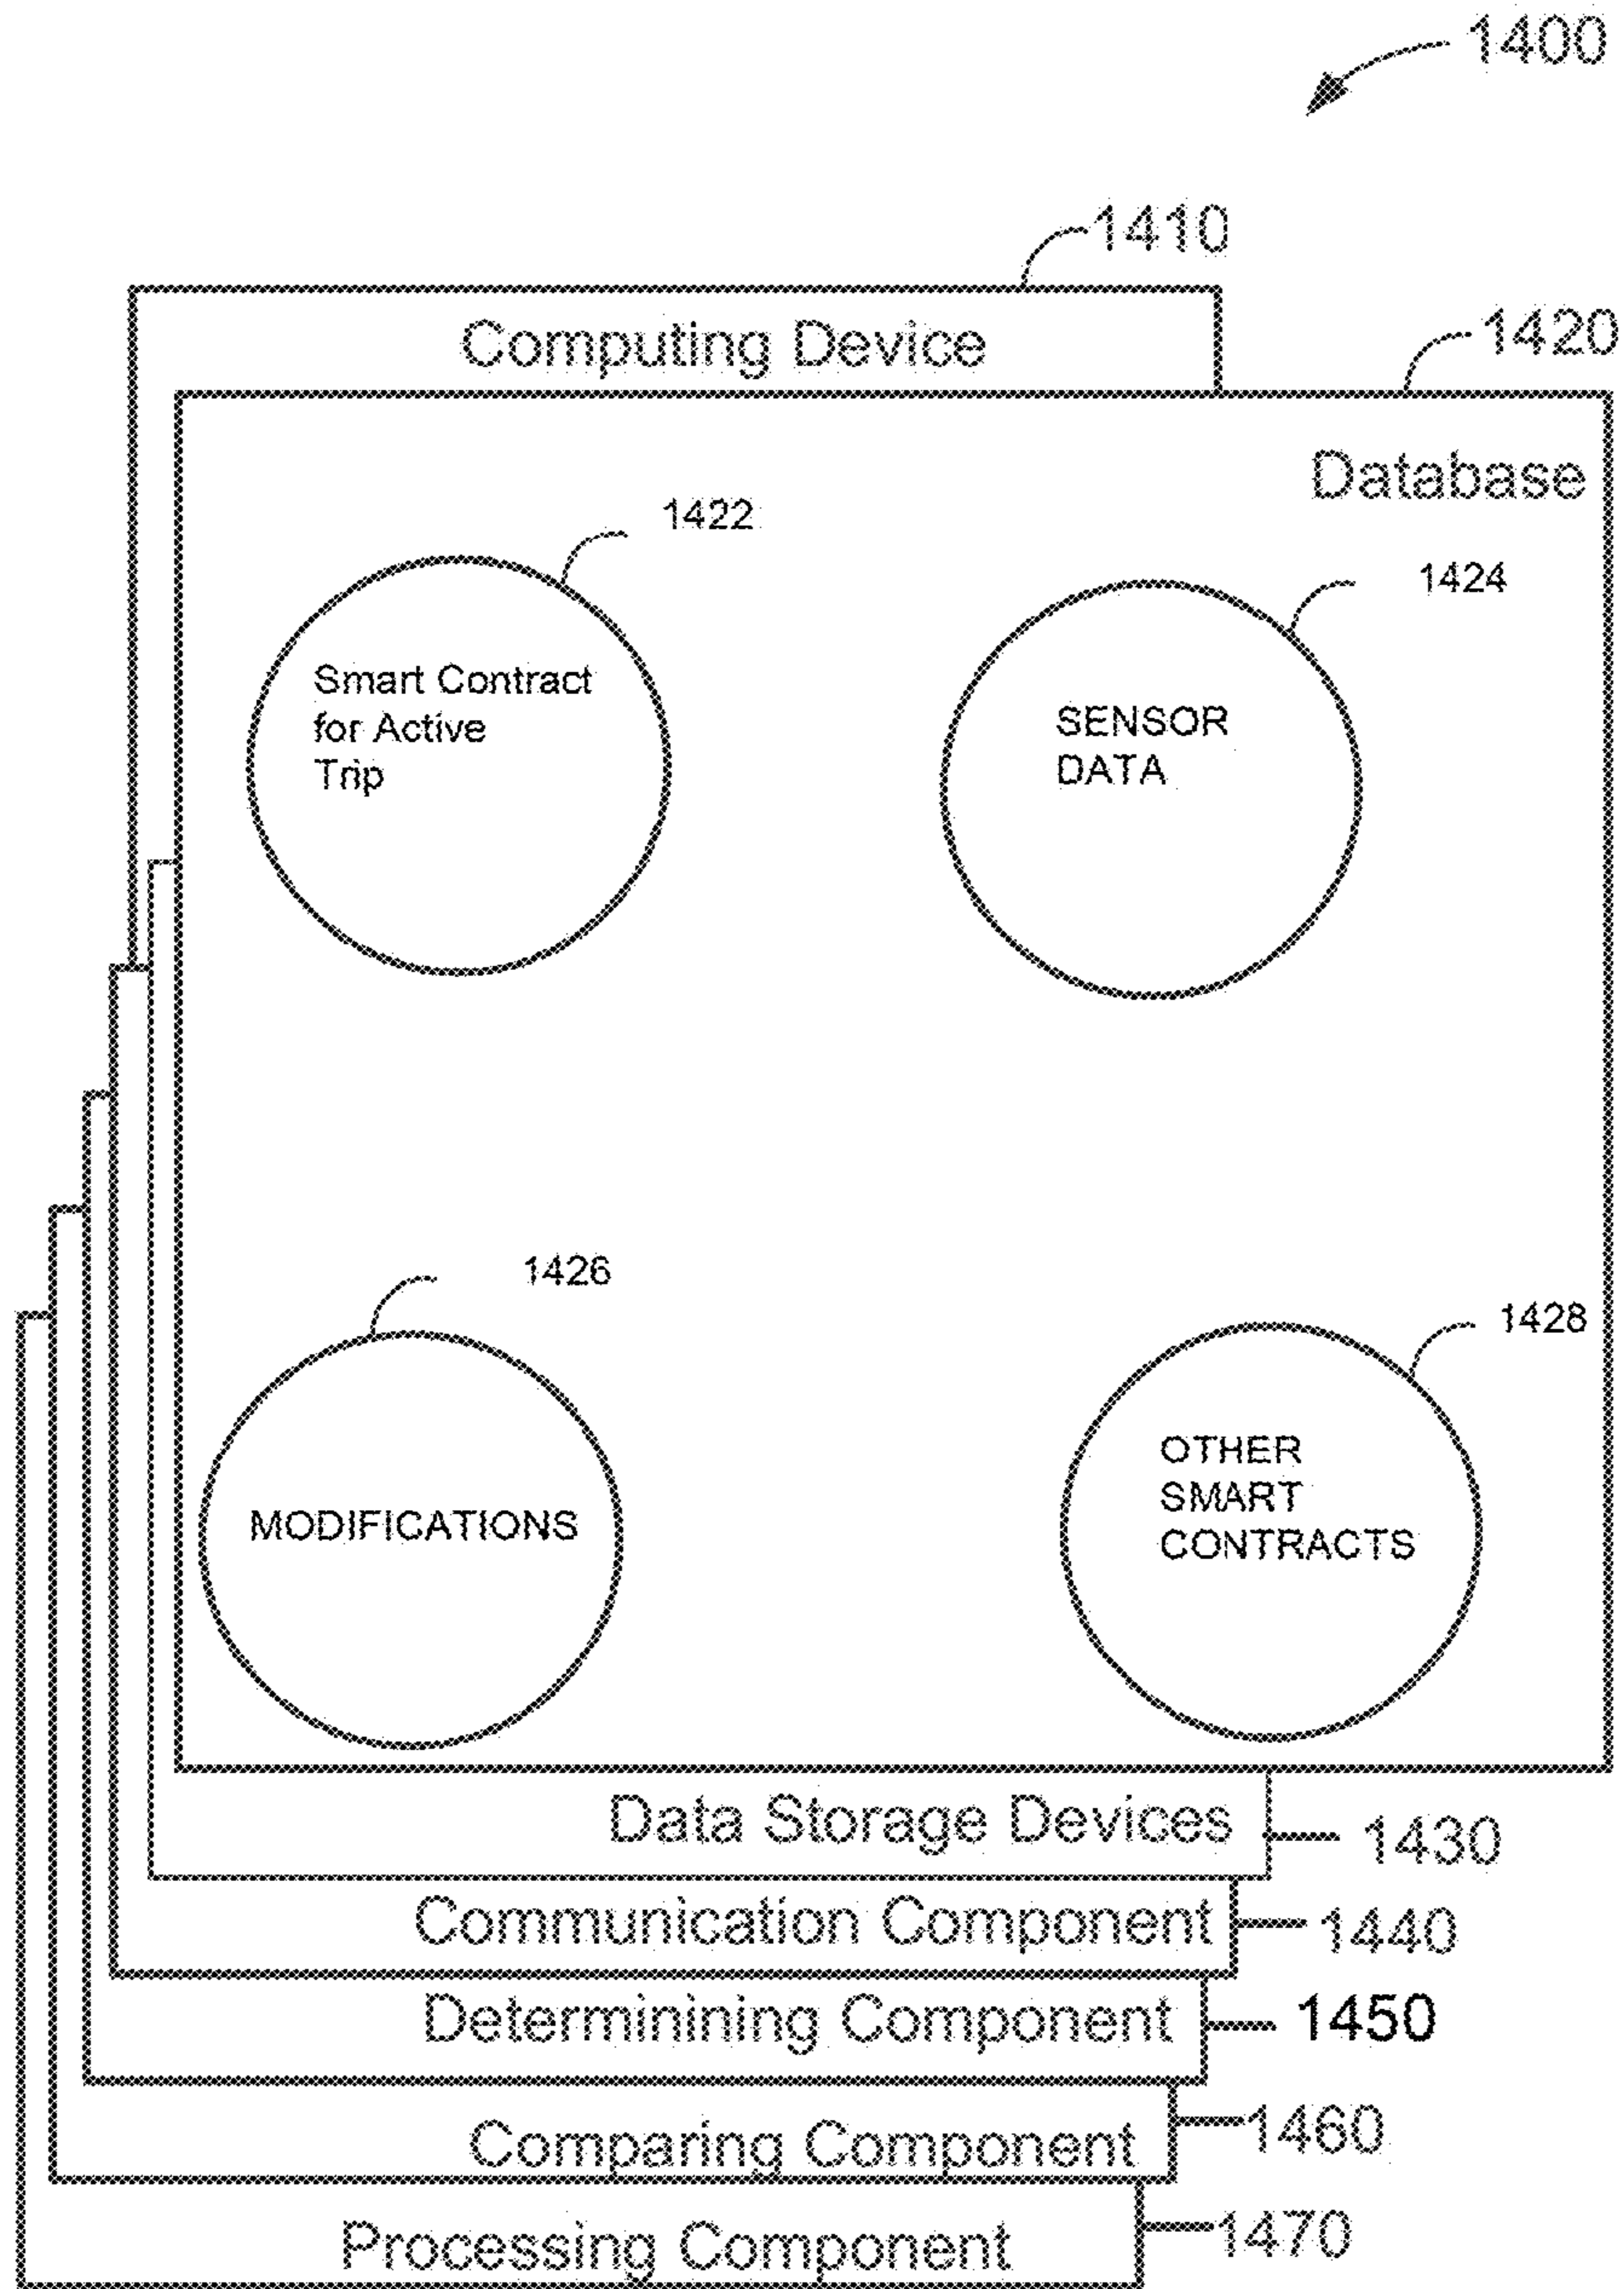 1400
1410
Computing Device
1420
Database
1422
1424
Smart Contract
for Active
Trip
SENSOR
DATA
1426
1428
MODIFICATIONS
OTHER
SMART
CONTRACTS
Data Storage Devices
1430
Communication Component
1440
Determinining Component
1450
Comparing Component
1460
Processing Component
1470